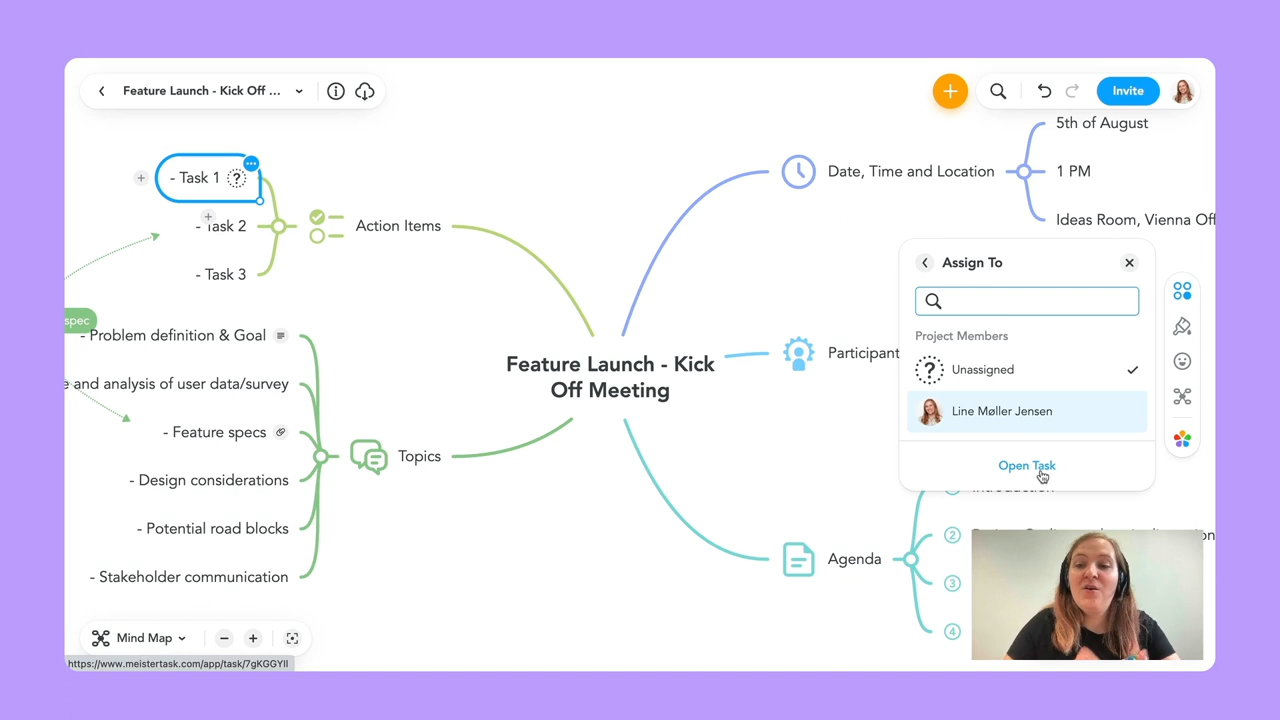 Feature Launch - Kick Off ...
Invite
- Task 1
- Task 2
- Task 3
Action Items
spec
- Problem definition & Goal
e and analysis of user data/survey
- Feature specs
- Design considerations
- Potential road blocks
- Stakeholder communication
Topics
Feature Launch - Kick
Off Meeting
Date, Time and Location
5th of August
1 PM
Ideas Room, Vienna Off
Participant
Assign To
Project Members
Unassigned
Line Møller Jensen
Open Task
Introduction
Agenda
2
3
4
Mind Map
https://www.meistertask.com/app/task/7gKGGYIl